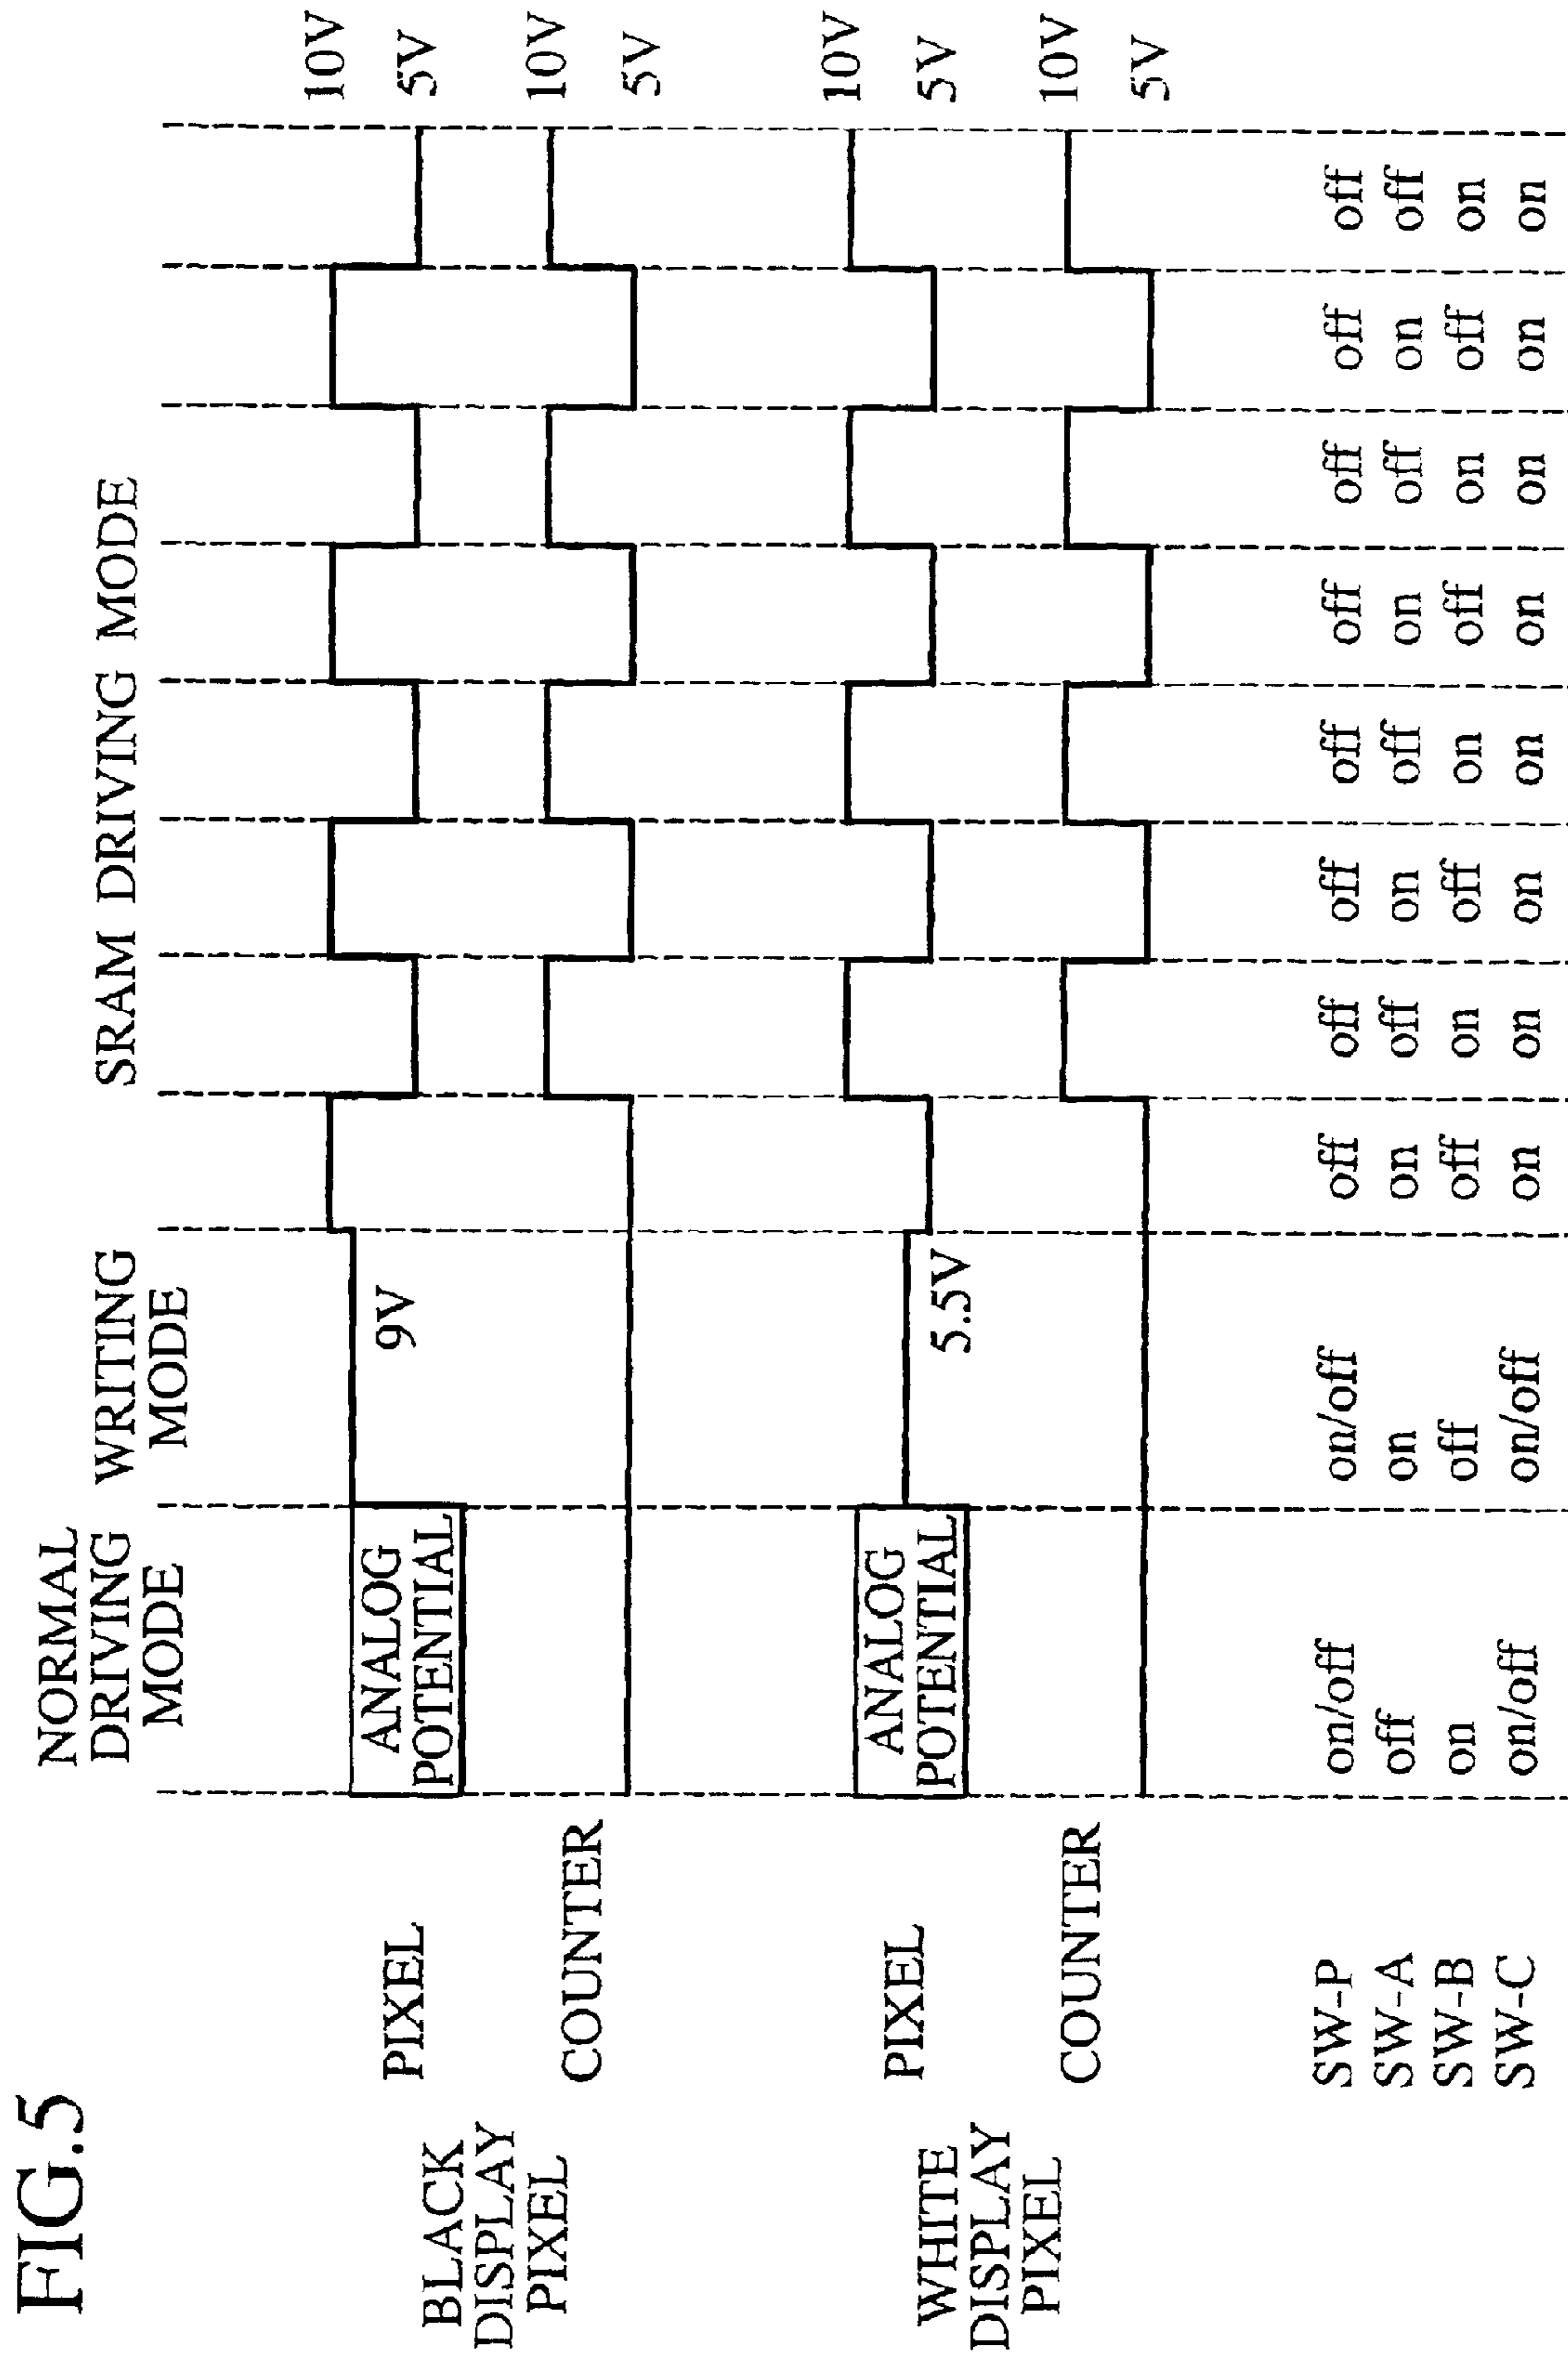 FIG.5
NORMAL
DRIVING
MODE
WRITING
MODE
SRAM DRIVING MODE
BLACK
DISPLAY
PIXEL
PIXEL
ANALOG
POTENTIAL
9V
10V
5V
COUNTER
10V
5V
WHITE
DISPLAY
PIXEL
PIXEL
ANALOG
POTENTIAL
5.5V
10V
5V
COUNTER
10V
5V
SW-P on/off on/off off off off off off off off off
SW-A off on on off on off on off on off
SW-B on off off on off on off on off on
SW-C on/off on/off on on on on on on on on